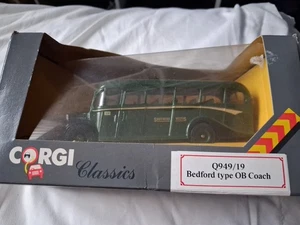 CORGI
Classics
Q949/19
Bedford type OB Coach